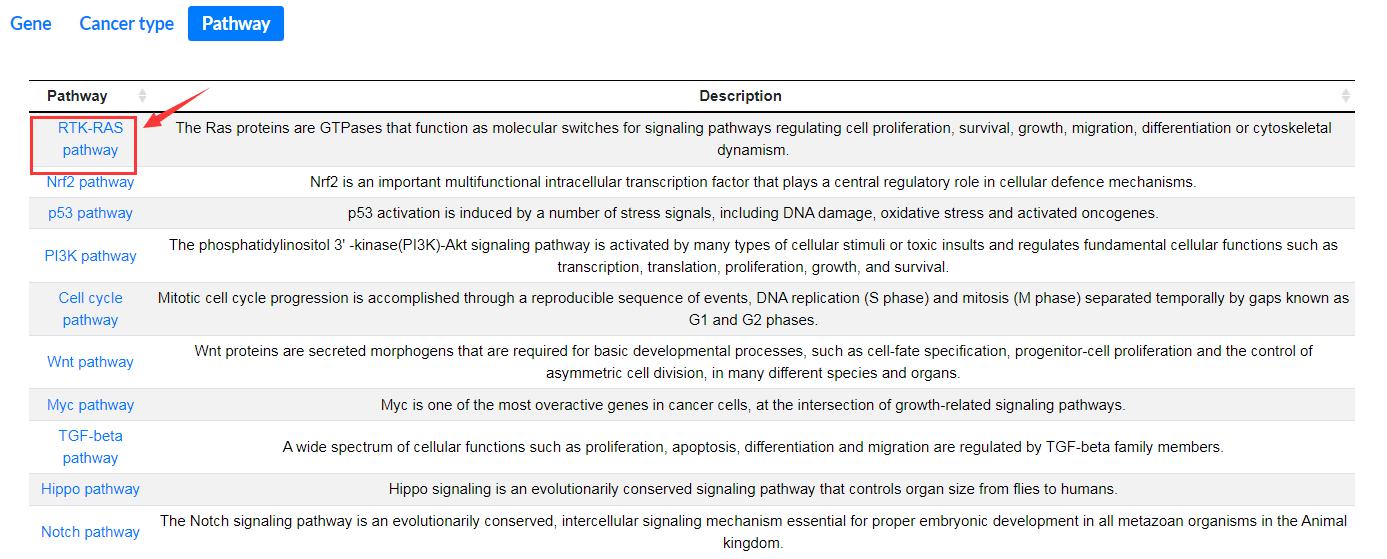 Gene Cancer type Pathway
Pathway Description
RTK-RAS
pathway
The Ras proteins are GTPases that function as molecular switches for signaling pathways regulating cell proliferation, survival, growth, migration, differentiation or cytoskeletal
dynamism.
Nrf2 pathway
Nrf2 is an important multifunctional intracellular transcription factor that plays a central regulatory role in cellular defence mechanisms.
p53 pathway
p53 activation is induced by a number of stress signals, including DNA damage, oxidative stress and activated oncogenes.
PI3K pathway
The phosphatidylinositol 3' -kinase(PI3K)-Akt signaling pathway is activated by many types of cellular stimuli or toxic insults and regulates fundamental cellular functions such as
transcription, translation, proliferation, growth, and survival.
Cell cycle
pathway
Mitotic cell cycle progression is accomplished through a reproducible sequence of events, DNA replication (S phase) and mitosis (M phase) separated temporally by gaps known as
G1 and G2 phases.
Wnt pathway
Wnt proteins are secreted morphogens that are required for basic developmental processes, such as cell-fate specification, progenitor-cell proliferation and the control of
asymmetric cell division, in many different species and organs.
Myc pathway
Myc is one of the most overactive genes in cancer cells, at the intersection of growth-related signaling pathways.
TGF-beta
pathway
A wide spectrum of cellular functions such as proliferation, apoptosis, differentiation and migration are regulated by TGF-beta family members.
Hippo pathway
Hippo signaling is an evolutionarily conserved signaling pathway that controls organ size from flies to humans.
Notch pathway
The Notch signaling pathway is an evolutionarily conserved, intercellular signaling mechanism essential for proper embryonic development in all metazoan organisms in the Animal
kingdom.